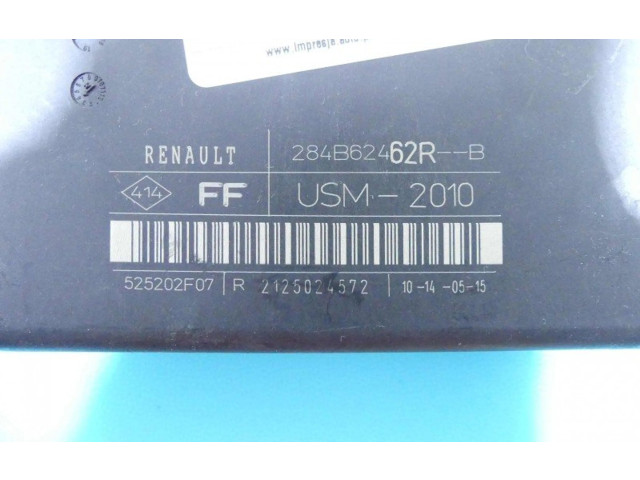 www.impresja.auto.
RENAULT 284B62462R--B
414 FF USM-2010
525202F07 R 2125024572 10-14-05-15